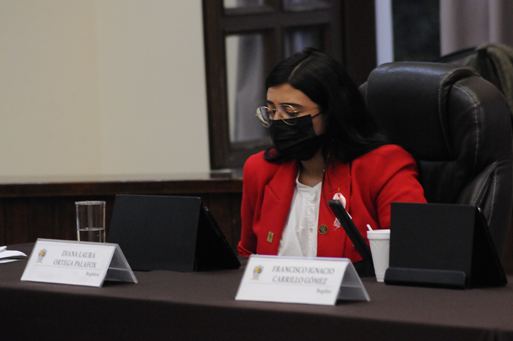 DIANA LAURA
ORTEGA PALAFOX
Regidora
FRANCISCO IGNACIO
CARRILLO GÓMEZ
Regidor